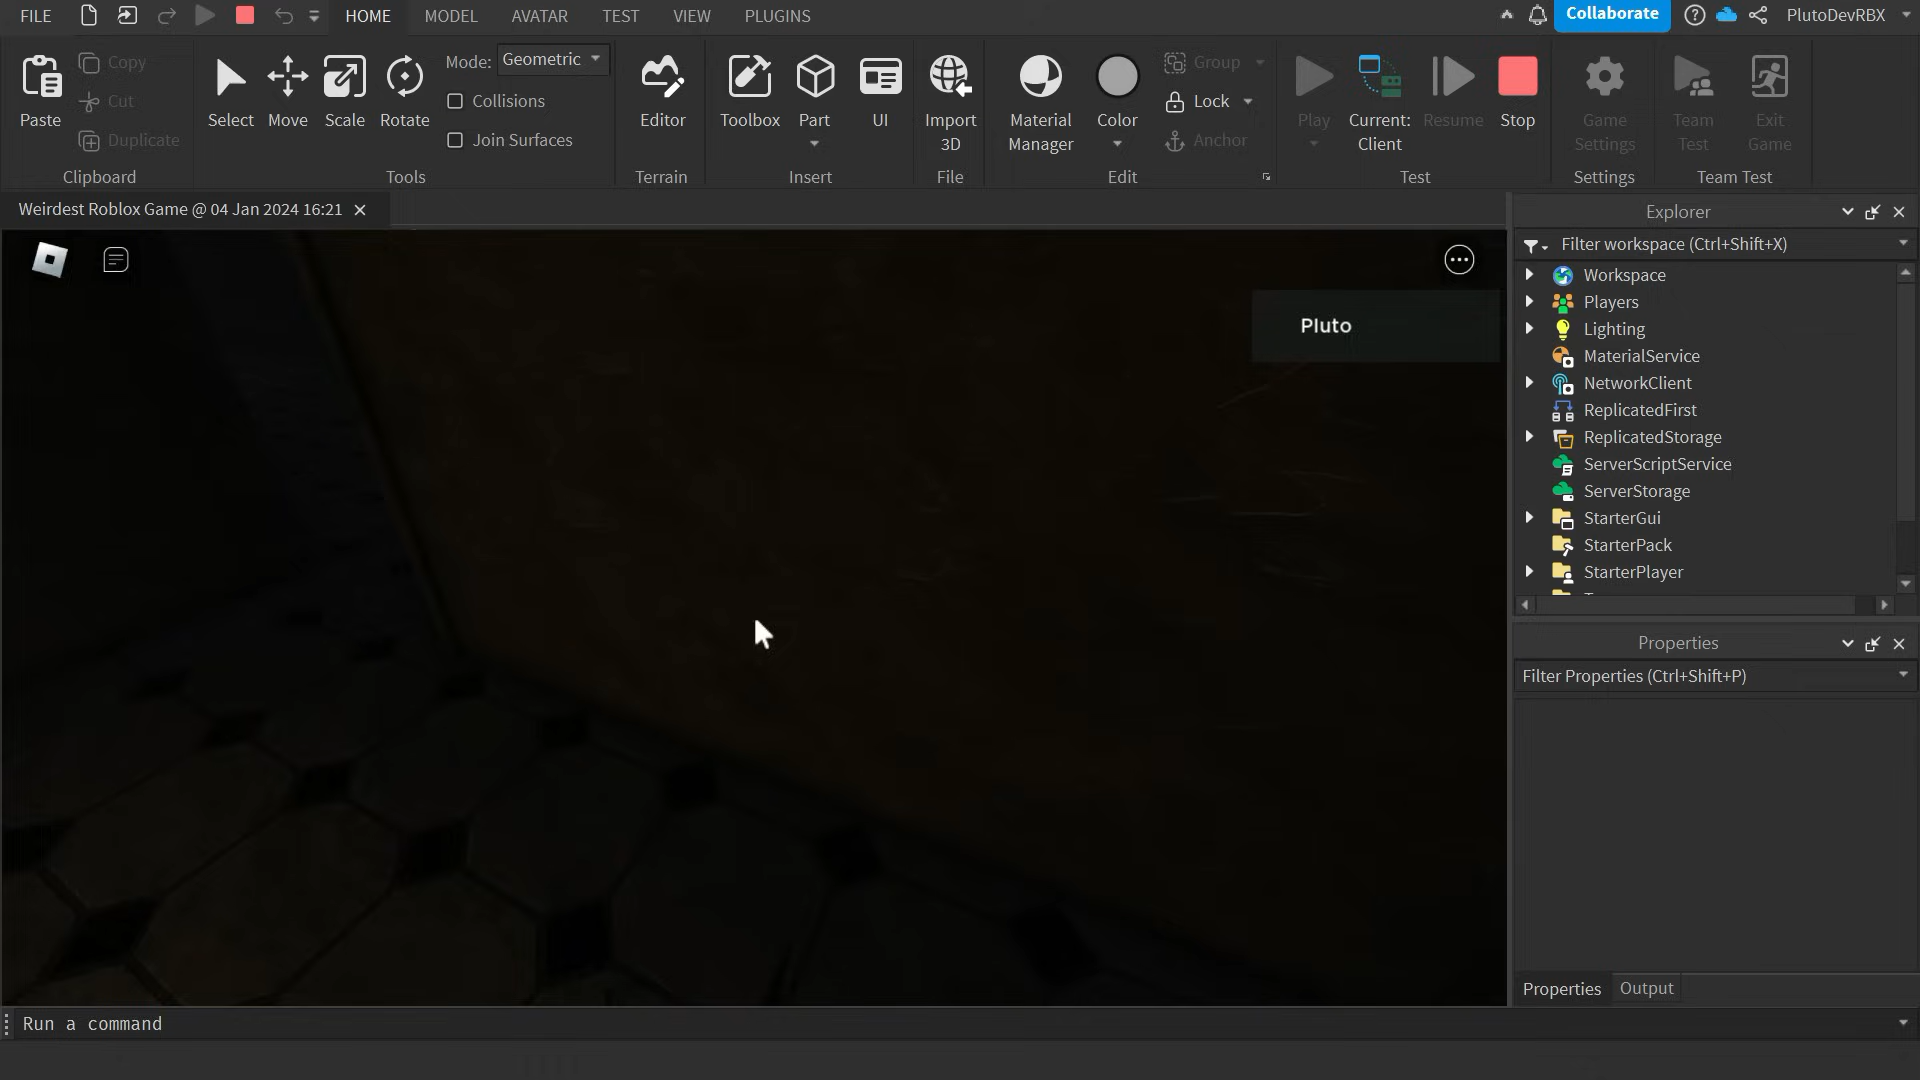 FILE HOME MODEL AVATAR TEST VIEW PLUGINS Collaborate PlutoDevRBX
Paste
Copy
Cut
Duplicate
Clipboard
Select Move Scale Rotate
Mode: Geometric
Collisions
Join Surfaces
Tools
Editor
Terrain
Toolbox Part UI
Insert
Import
3D
File
Material
Manager
Color
Group
Lock
Anchor
Edit
Play
Current:
Client
Resume
Stop
Test
Game
Settings
Settings
Team
Test
Exit
Game
Team Test
Weirdest Roblox Game @ 04 Jan 2024 16:21
Pluto
Explorer
Filter workspace (Ctrl+Shift+X)
Workspace
Players
Lighting
MaterialService
NetworkClient
ReplicatedFirst
ReplicatedStorage
ServerScriptService
ServerStorage
StarterGui
StarterPack
StarterPlayer
Properties
Filter Properties (Ctrl+Shift+P)
Properties Output
Run a command